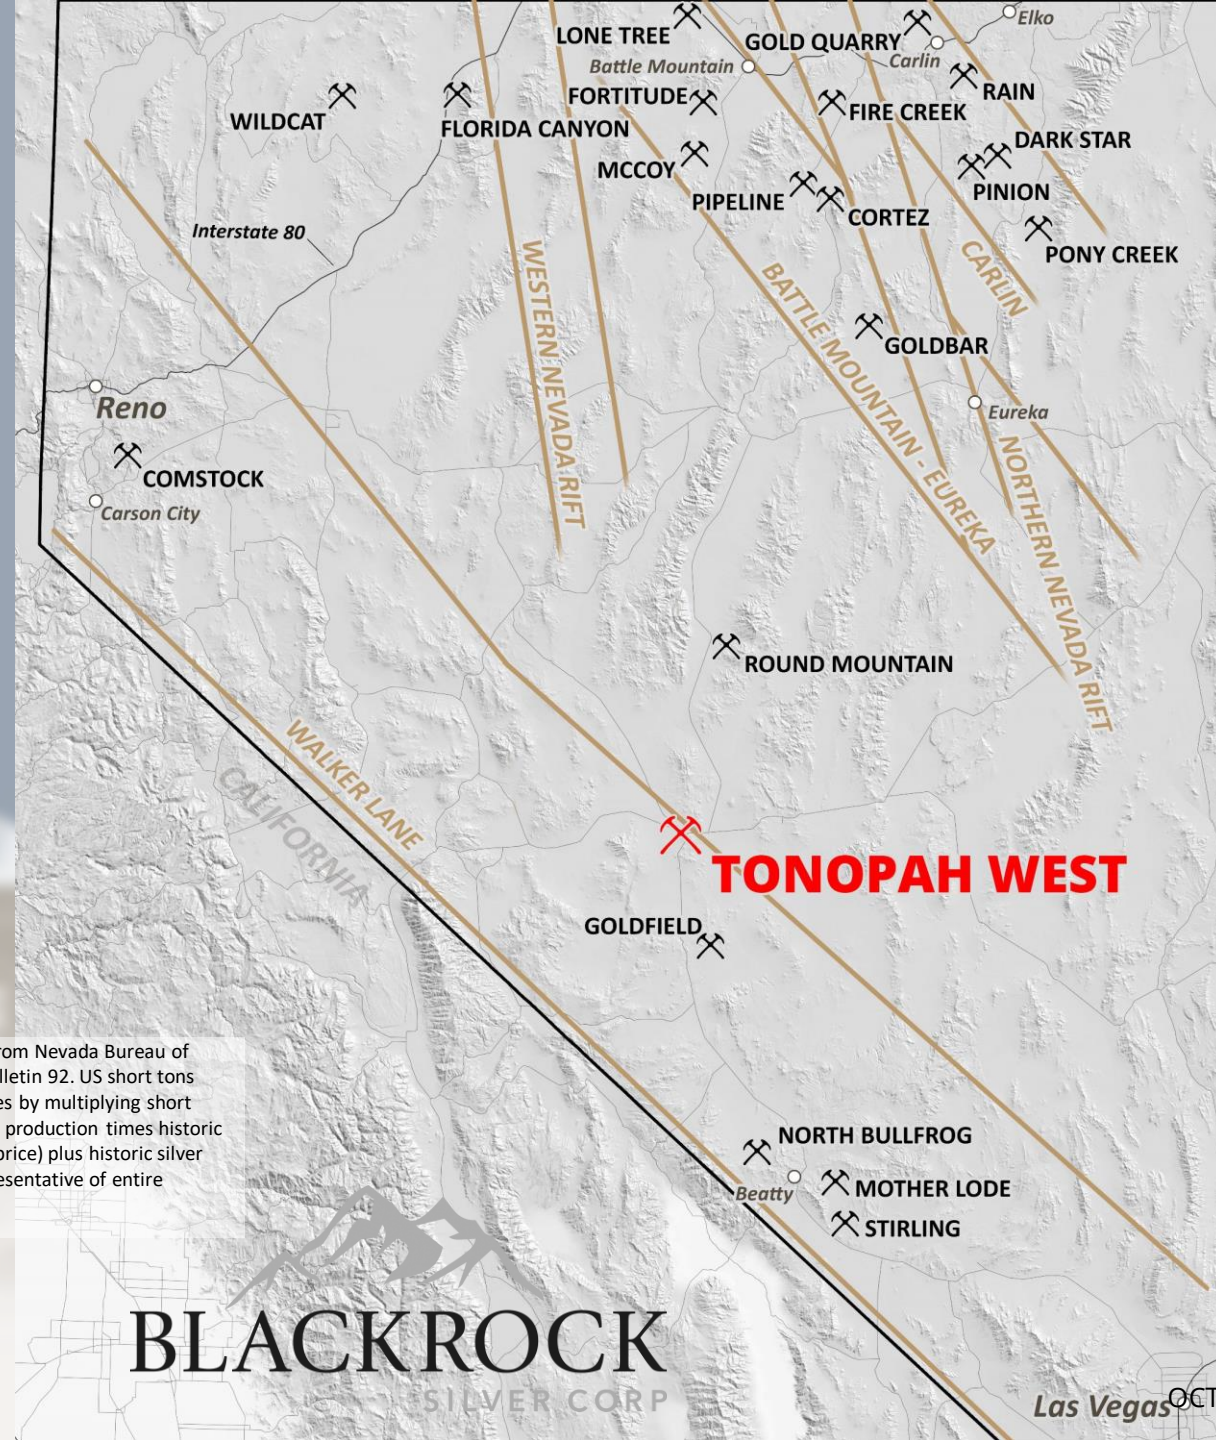 Elko
LONE TREE
GOLD QUARRY
Carlin
Battle Mountain
RAIN
FORTITUDE
FIRE CREEK
WILDCAT
FLORIDA CANYON
DARK STAR
MCCOY
PINION
PIPELINE
CORTEZ
Interstate 80
PONY CREEK
CARLIN
WESTERN NEVADA RIFT
BATTLE MOUNTAIN - EUREKA
GOLDBAR
Reno
Eureka
NORTHERN NEVADA RIFT
COMSTOCK
Carson City
ROUND MOUNTAIN
WALKER LANE
CALIFORNIA
TONOPAH WEST
GOLDFIELD
rom Nevada Bureau of
lletin 92. US short tons
es by multiplying short
production times historic
price) plus historic silver
esentative of entire
NORTH BULLFROG
Beatty
MOTHER LODE
STIRLING
BLACKROCK
SILVER CORP
Las Vegas
OCT